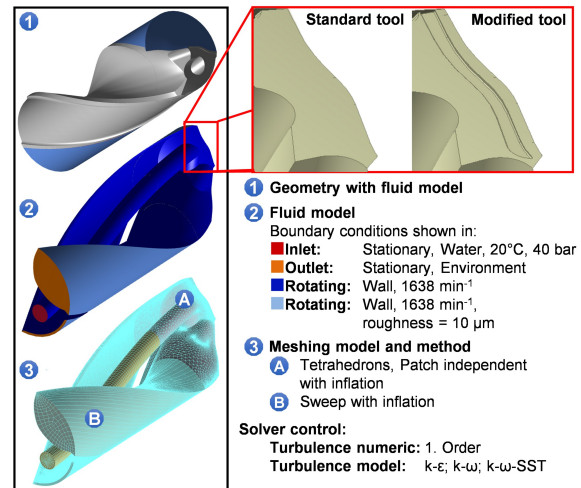 1
Standard tool
Modified tool
2
3
A
B
1 Geometry with fluid model
2 Fluid model
Boundary conditions shown in:
Inlet: Stationary, Water, 20°C, 40 bar
Outlet: Stationary, Environment
Rotating: Wall, 1638 min⁻¹
Rotating: Wall, 1638 min⁻¹,
roughness = 10 µm
3 Meshing model and method
A Tetrahedrons, Patch independent
with inflation
B Sweep with inflation
Solver control:
Turbulence numeric: 1. Order
Turbulence model: k-ε; k-ω; k-ω-SST